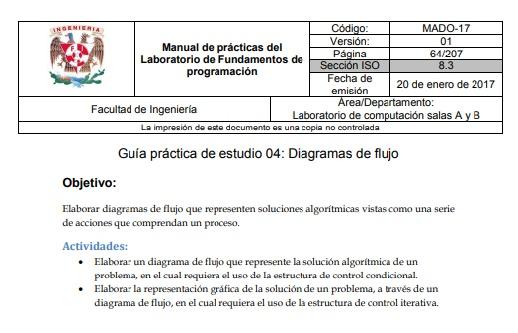 INGENIERIA
Manual de prácticas del
Laboratorio de Fundamentos de
programación
Código: MADO-17
Versión: 01
Página 64/207
Sección ISO 8.3
Fecha de
emisión
20 de enero de 2017
Facultad de Ingeniería
Área/Departamento:
Laboratorio de computación salas A y B
La impresión de este documento es una copia no controlada
Guía práctica de estudio 04: Diagramas de flujo
Objetivo:
Elaborar diagramas de flujo que representen soluciones algorítmicas vistas como una serie
de acciones que comprendan un proceso.
Actividades:
• Elaborar un diagrama de flujo que represente la solución algorítmica de un
problema, en el cual requiera el uso de la estructura de control condicional.
• Elaborar la representación gráfica de la solución de un problema, a través de un
diagrama de flujo, en el cual requiera el uso de la estructura de control iterativa.